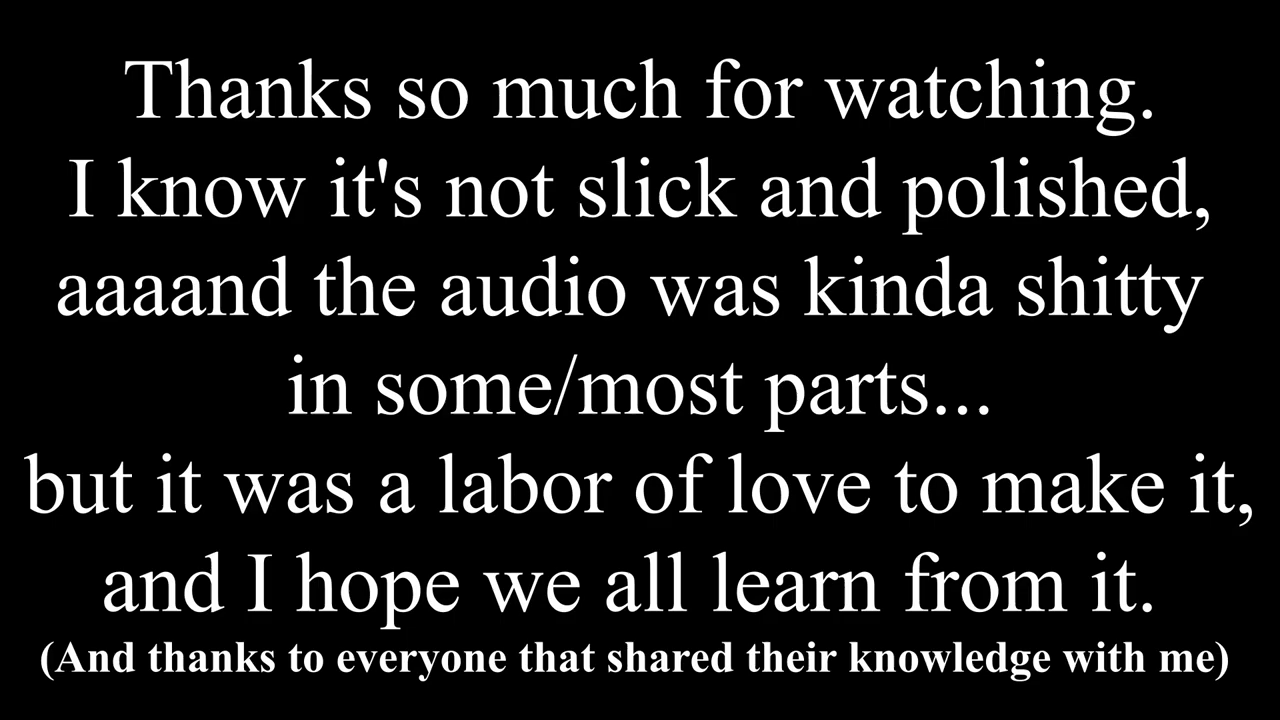 Thanks so much for watching.
I know it's not slick and polished,
aaaand the audio was kinda shitty
in some/most parts...
but it was a labor of love to make it,
and I hope we all learn from it.
(And thanks to everyone that shared their knowledge with me)